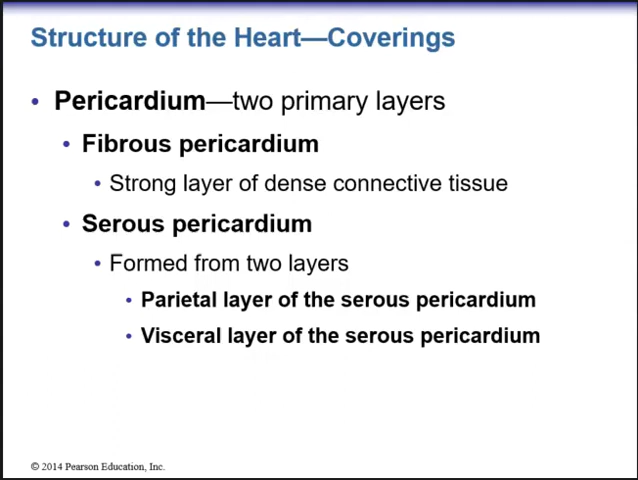 Structure of the Heart—Coverings
• Pericardium—two primary layers
• Fibrous pericardium
• Strong layer of dense connective tissue
• Serous pericardium
• Formed from two layers
• Parietal layer of the serous pericardium
• Visceral layer of the serous pericardium
© 2014 Pearson Education, Inc.